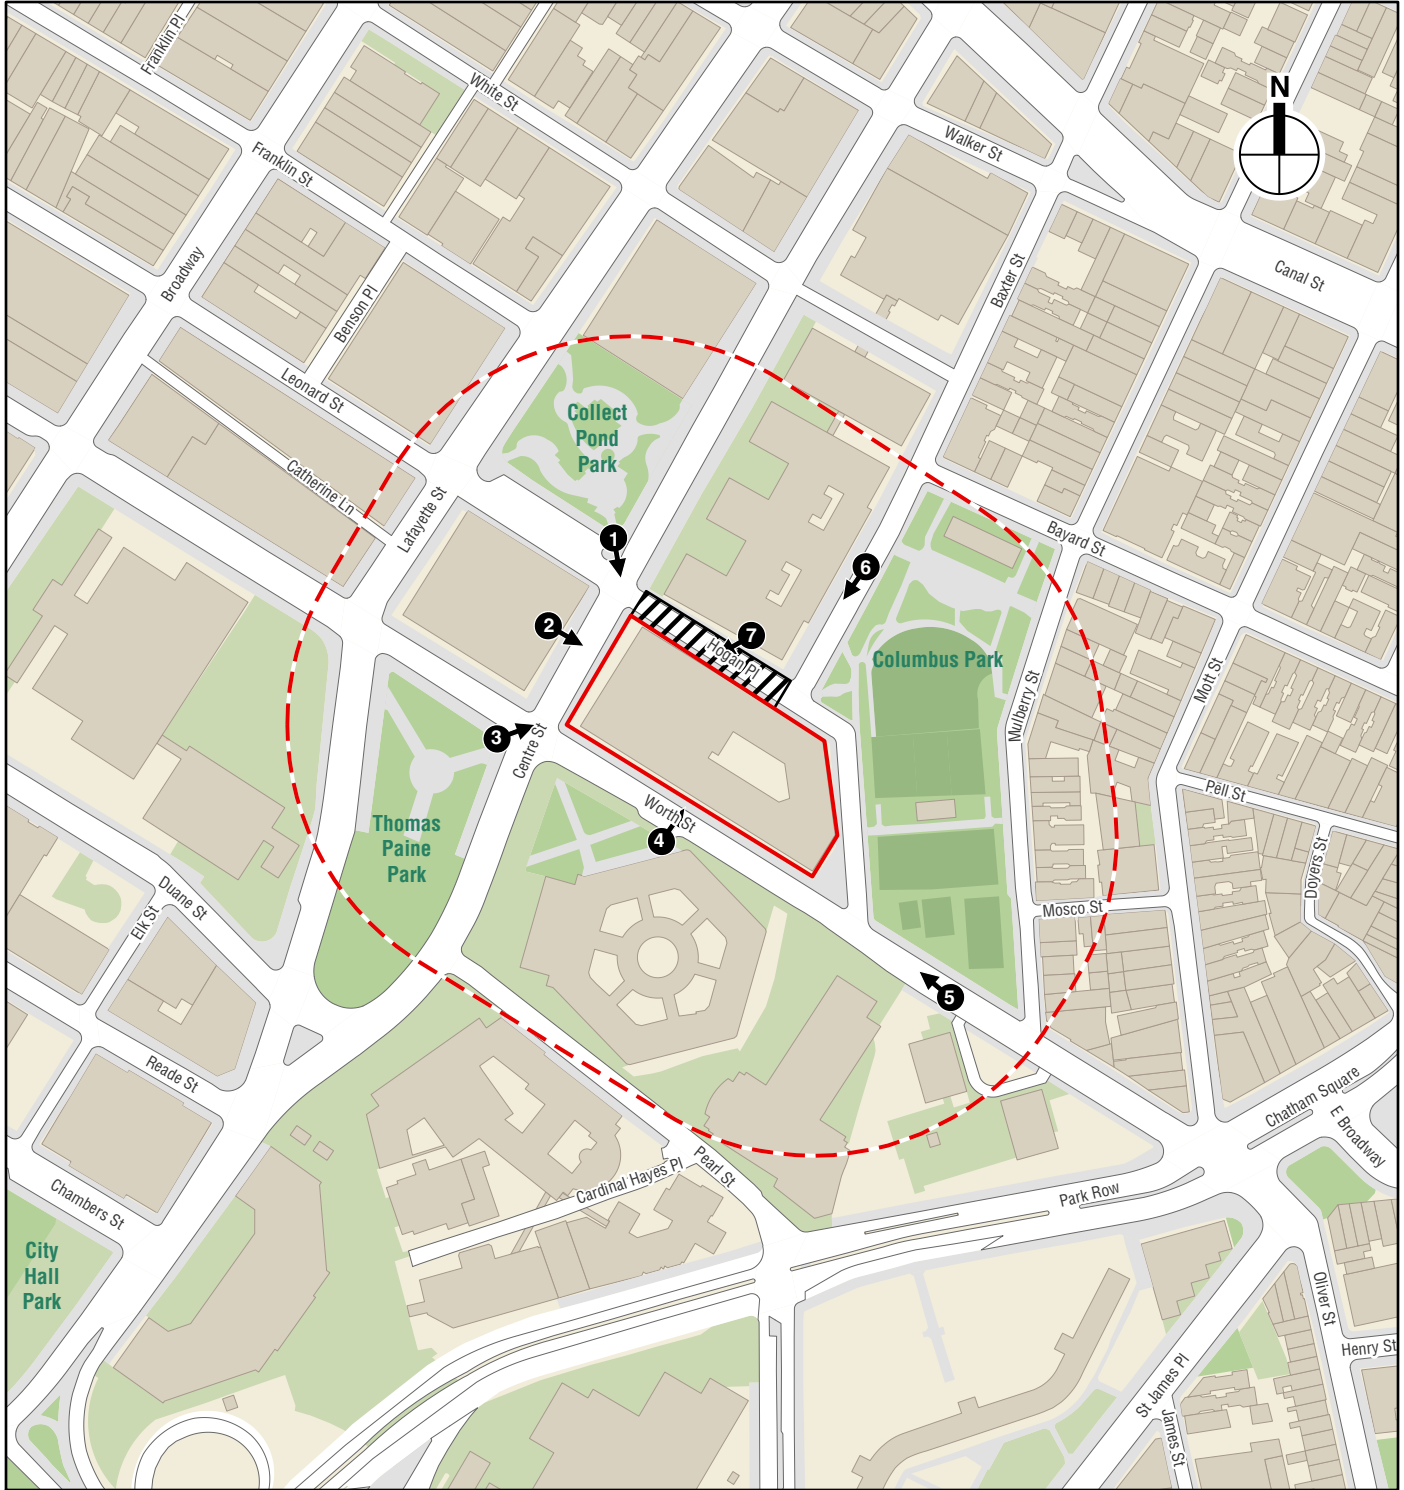 Franklin Pl
White St
N
Walker St
Franklin St
Canal St
Broadway
Baxter St
Benson Pl
Leonard St
Collect
Pond
Park
Catherine Ln
Lafayette St
Bayard St
1
6
2
7
Hogan Pl
Columbus Park
Mott St
Mulberry St
3
Centre St
Pell St
Worth St
4
Thomas
Paine
Park
Doyers St
Duane St
Elk St
Mosco St
5
Reade St
Chatham Square
E Broadway
Pearl St
Cardinal Hayes Pl
Park Row
Chambers St
City
Hall
Park
Oliver St
Henry St
St James Pl
James St